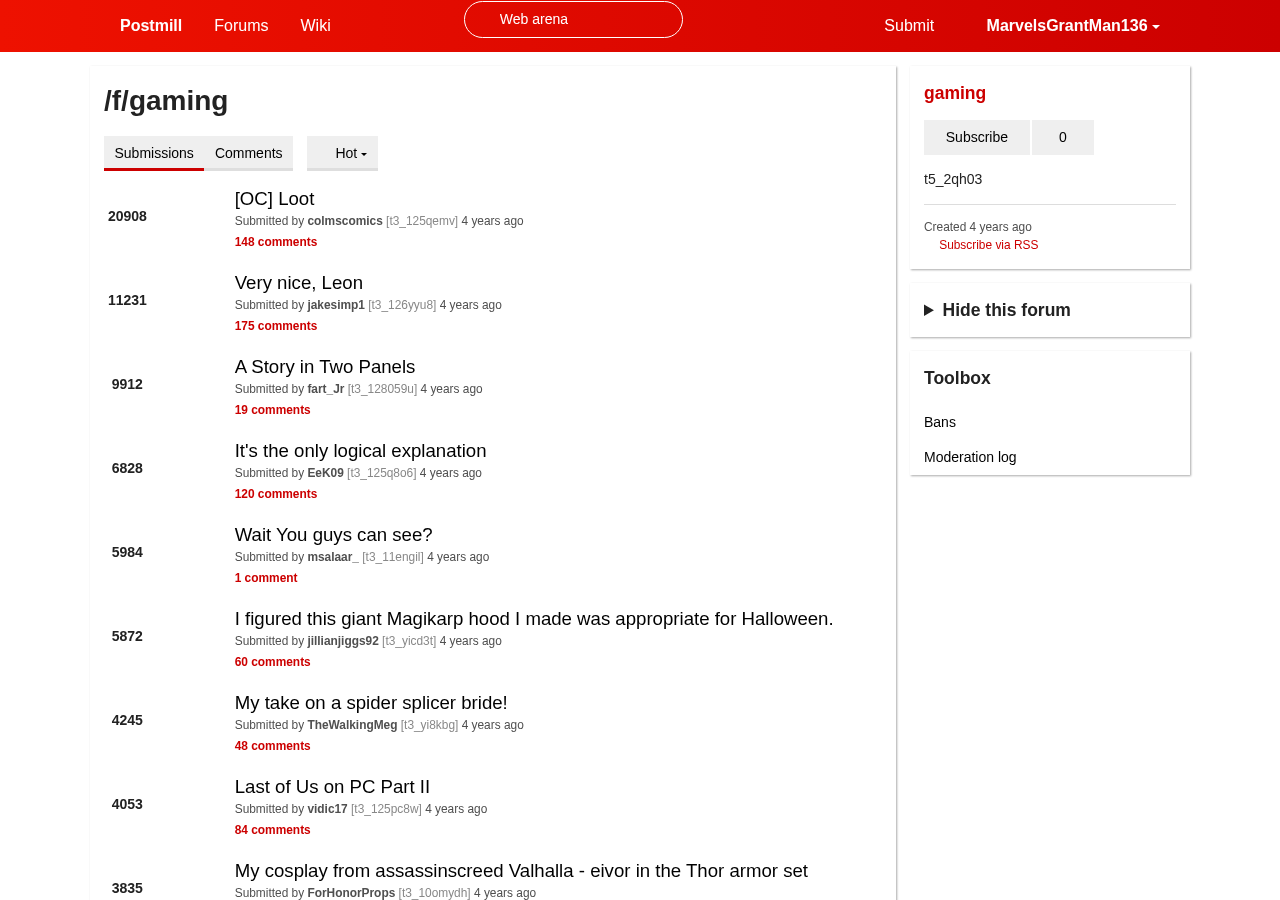 Postmill Forums Wiki Web arena Submit MarvelsGrantMan136
/f/gaming
Submissions Comments Hot
20908
[OC] Loot
Submitted by colmscomics [t3_125qemv] 4 years ago
148 comments
11231
Very nice, Leon
Submitted by jakesimp1 [t3_126yyu8] 4 years ago
175 comments
9912
A Story in Two Panels
Submitted by fart_Jr [t3_128059u] 4 years ago
19 comments
6828
It's the only logical explanation
Submitted by EeK09 [t3_125q8o6] 4 years ago
120 comments
5984
Wait You guys can see?
Submitted by msalaar_ [t3_11engil] 4 years ago
1 comment
5872
I figured this giant Magikarp hood I made was appropriate for Halloween.
Submitted by jillianjiggs92 [t3_yicd3t] 4 years ago
60 comments
4245
My take on a spider splicer bride!
Submitted by TheWalkingMeg [t3_yi8kbg] 4 years ago
48 comments
4053
Last of Us on PC Part II
Submitted by vidic17 [t3_125pc8w] 4 years ago
84 comments
3835
My cosplay from assassinscreed Valhalla - eivor in the Thor armor set
Submitted by ForHonorProps [t3_10omydh] 4 years ago
gaming
Subscribe 0
t5_2qh03
Created 4 years ago
Subscribe via RSS
Hide this forum
Toolbox
Bans
Moderation log